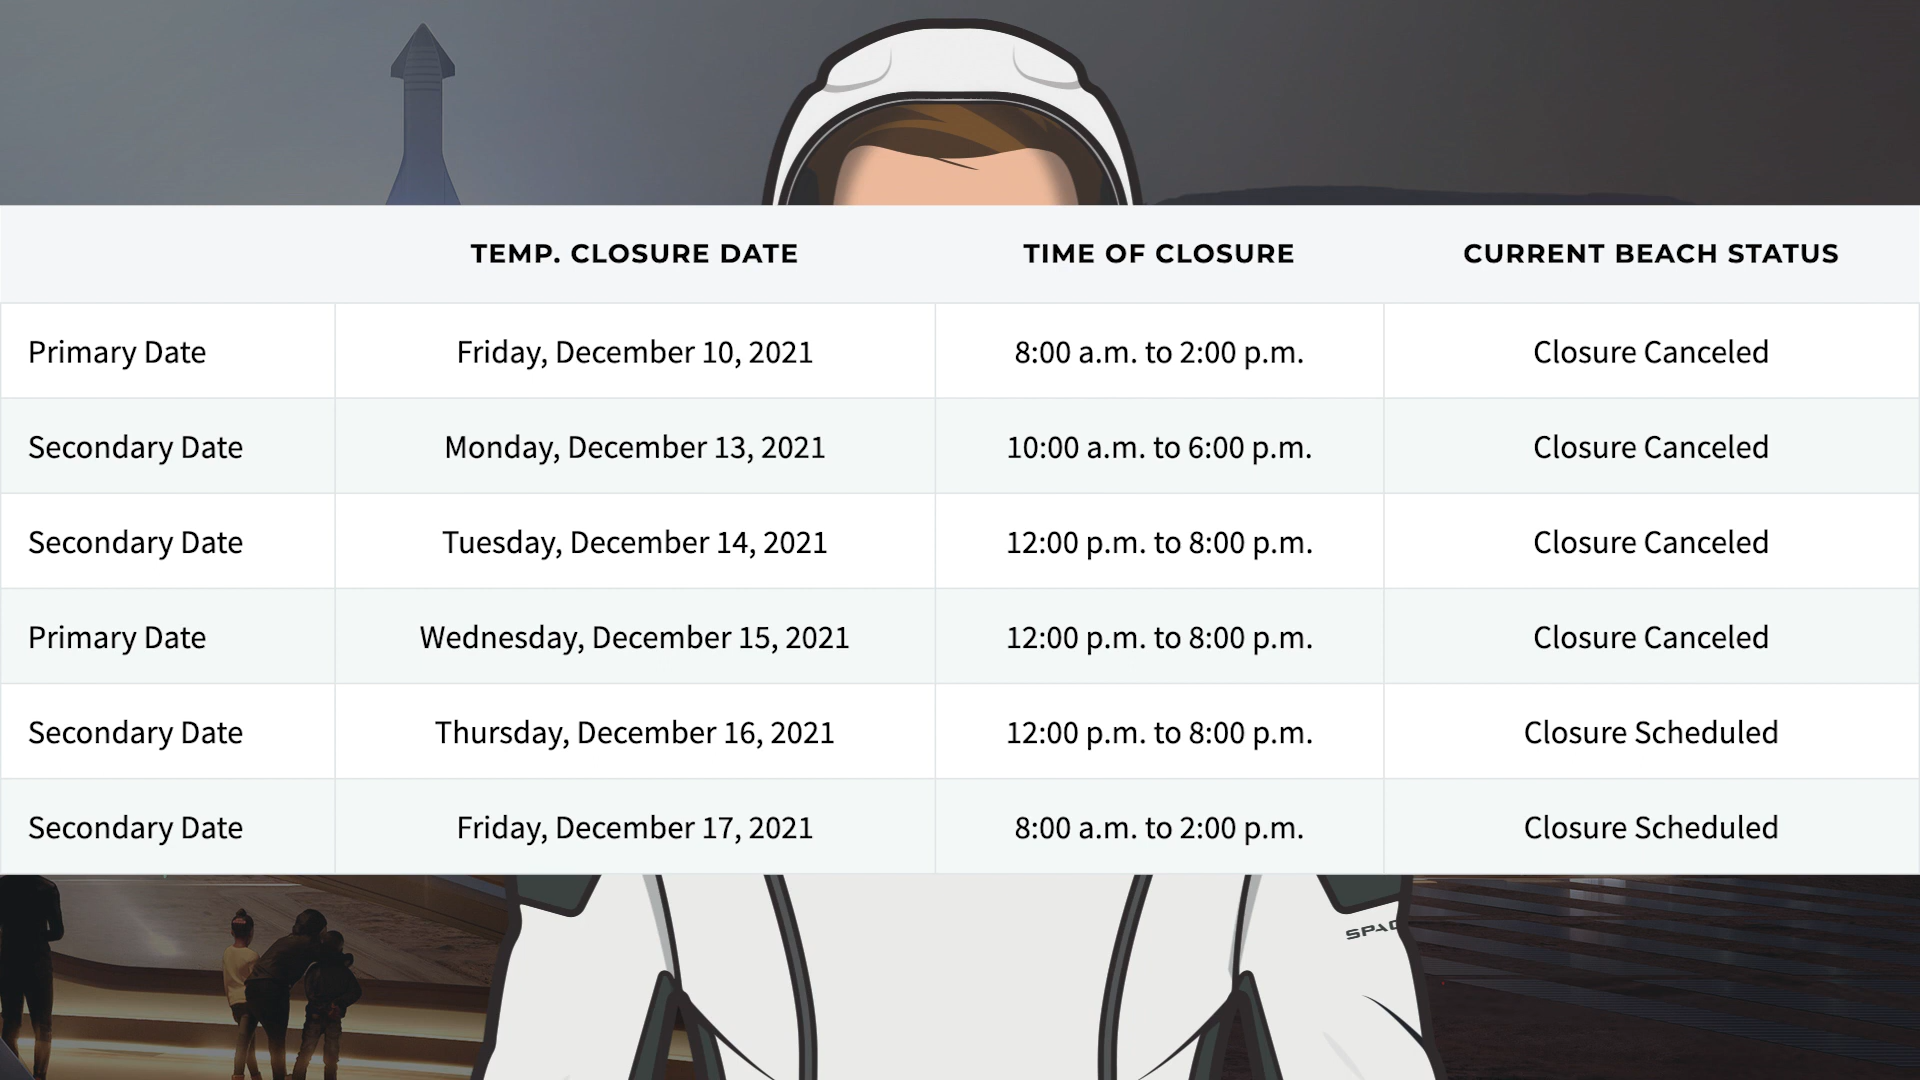 TEMP. CLOSURE DATE TIME OF CLOSURE CURRENT BEACH STATUS
Primary Date Friday, December 10, 2021 8:00 a.m. to 2:00 p.m. Closure Canceled
Secondary Date Monday, December 13, 2021 10:00 a.m. to 6:00 p.m. Closure Canceled
Secondary Date Tuesday, December 14, 2021 12:00 p.m. to 8:00 p.m. Closure Canceled
Primary Date Wednesday, December 15, 2021 12:00 p.m. to 8:00 p.m. Closure Canceled
Secondary Date Thursday, December 16, 2021 12:00 p.m. to 8:00 p.m. Closure Scheduled
Secondary Date Friday, December 17, 2021 8:00 a.m. to 2:00 p.m. Closure Scheduled
SPAC